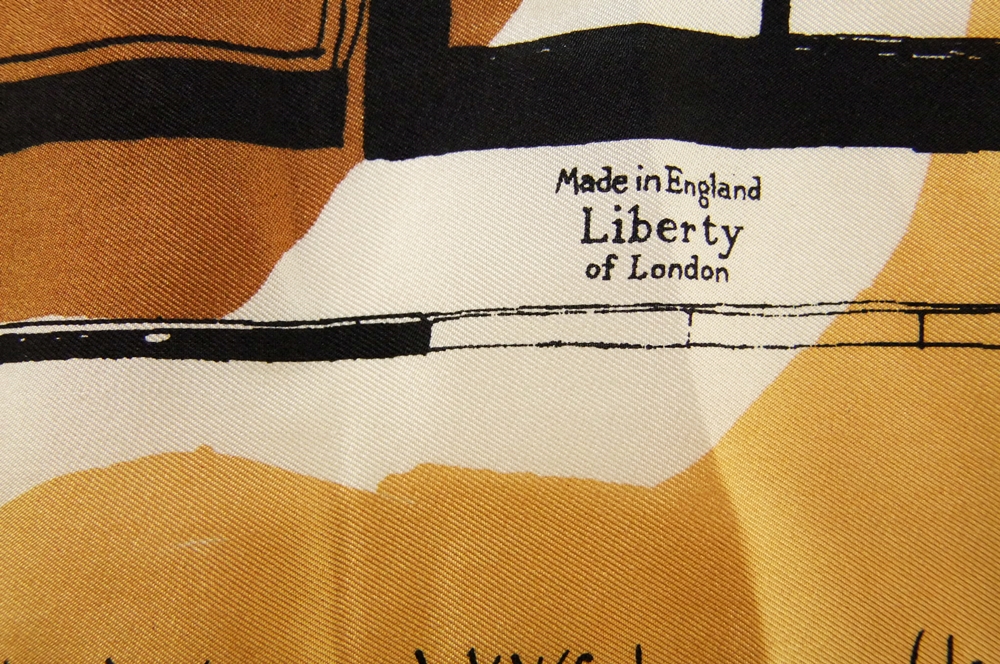 Made in England
Liberty
of London